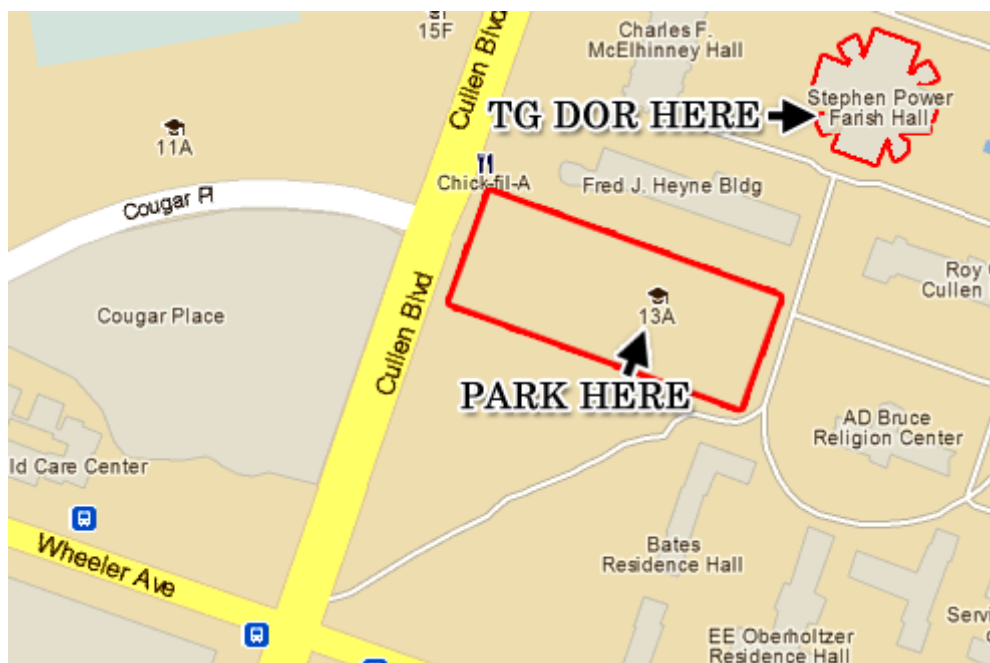 15F
Cullen Blvd
Charles F.
McElhinney Hall
Stephen Power
Farish Hall
TG DOR HERE
11A
Chick-fil-A
Fred J. Heyne Bldg
Cougar Pl
Roy
Cullen
Cullen Blvd
13A
Cougar Place
PARK HERE
AD Bruce
Religion Center
ld Care Center
Wheeler Ave
Bates
Residence Hall
Servi
EE Oberholtzer
Residence Hall